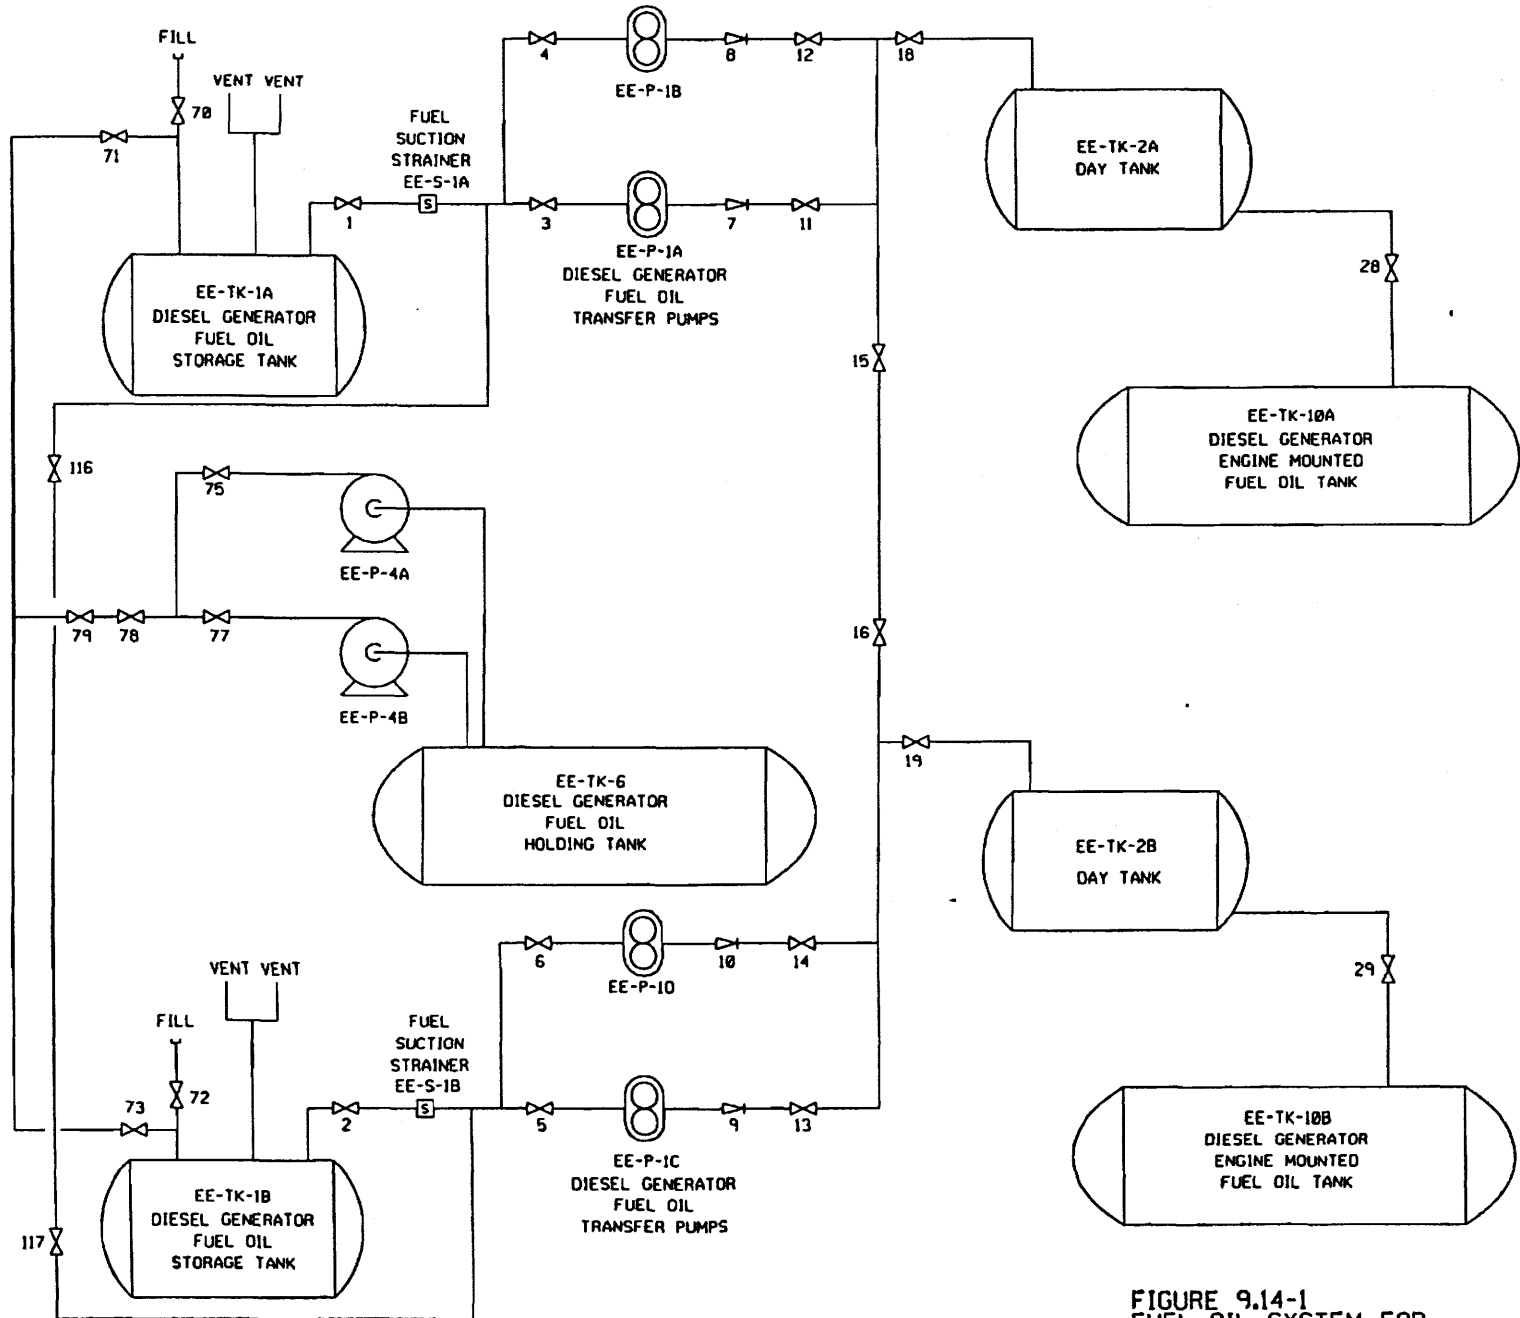 FILL
70
VENT VENT
71
FUEL
SUCTION
STRAINER
EE-S-1A
S
1
4
EE-P-1B
8
12
18
3
EE-P-1A
DIESEL GENERATOR
FUEL OIL
TRANSFER PUMPS
7
11
EE-TK-2A
DAY TANK
28
EE-TK-1A
DIESEL GENERATOR
FUEL OIL
STORAGE TANK
15
EE-TK-10A
DIESEL GENERATOR
ENGINE MOUNTED
FUEL OIL TANK
116
75
C
EE-P-4A
79
78
77
C
EE-P-4B
16
19
EE-TK-6
DIESEL GENERATOR
FUEL OIL
HOLDING TANK
EE-TK-2B
DAY TANK
6
EE-P-1D
10
14
29
VENT VENT
FILL
72
73
FUEL
SUCTION
STRAINER
EE-S-1B
S
2
5
EE-P-1C
DIESEL GENERATOR
FUEL OIL
TRANSFER PUMPS
9
13
EE-TK-10B
DIESEL GENERATOR
ENGINE MOUNTED
FUEL OIL TANK
EE-TK-1B
DIESEL GENERATOR
FUEL OIL
STORAGE TANK
117
FIGURE 9.14-1
FUEL OIL SYSTEM FOR